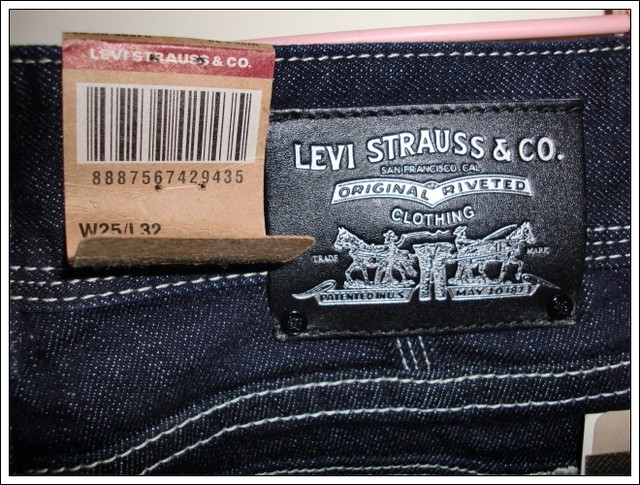 LEVI STRAUSS & CO.
8887567429435
W25/L32
LEVI STRAUSS & CO.
SAN FRANCISCO CAL
ORIGINAL RIVETED
CLOTHING
TRADE MARK
PATENTED IN U.S. MAY 20 1873